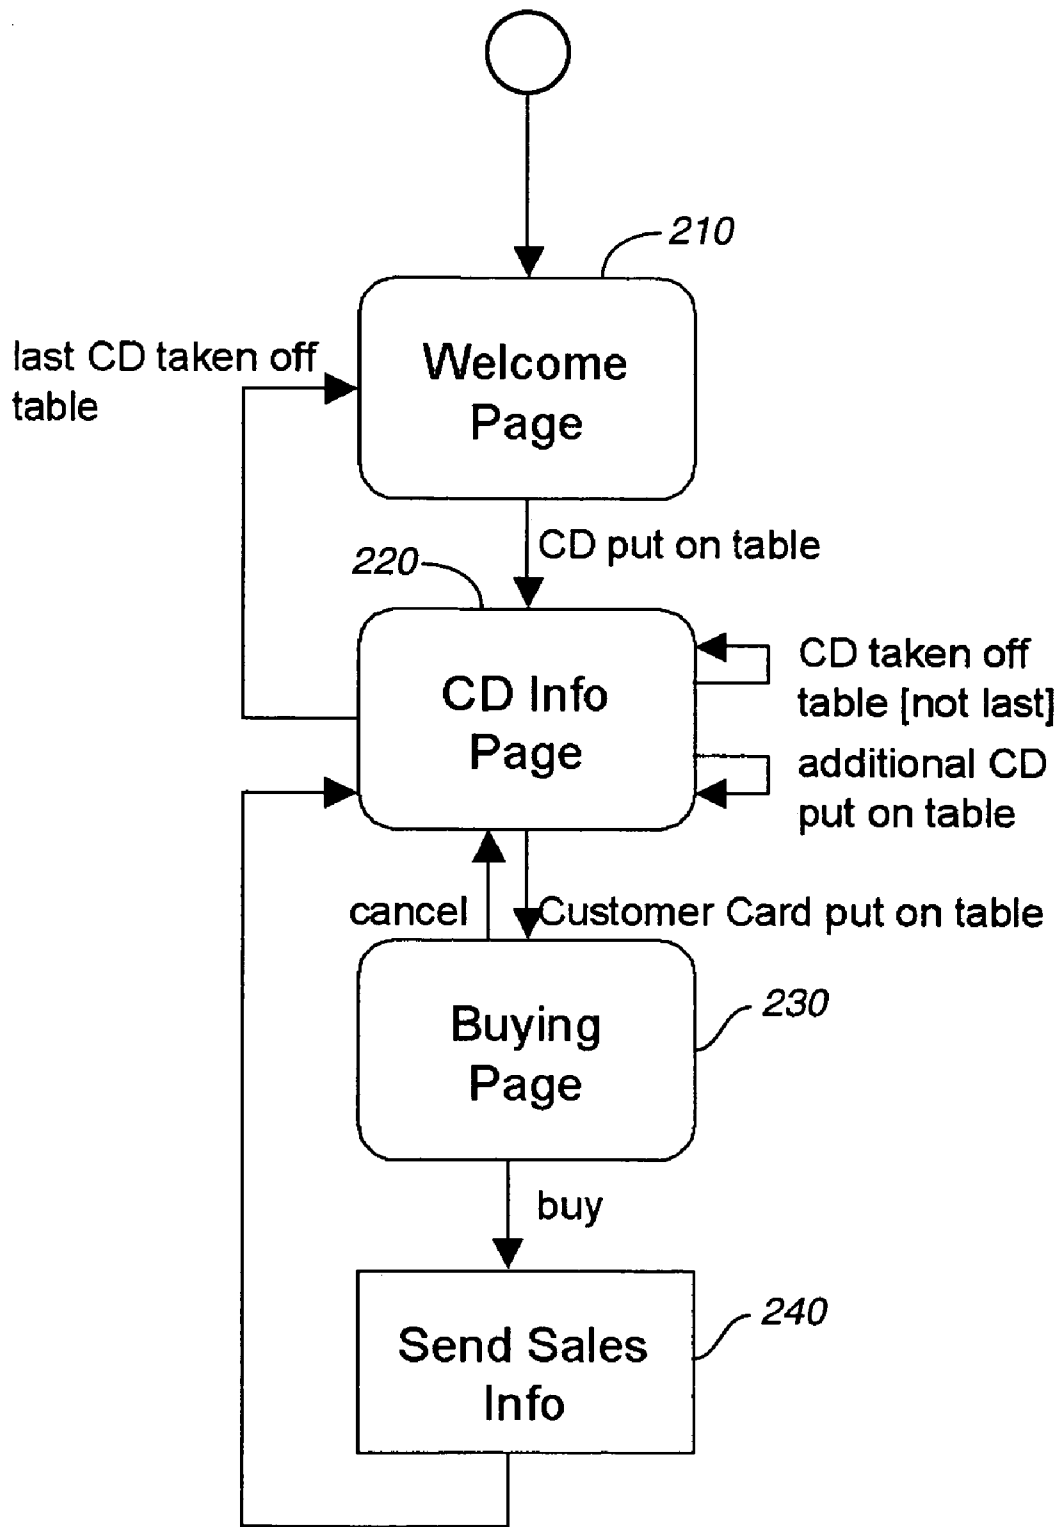 210
Welcome
Page
last CD taken off
table
CD put on table
220
CD Info
Page
CD taken off
table [not last]
additional CD
put on table
cancel
Customer Card put on table
230
Buying
Page
buy
240
Send Sales
Info